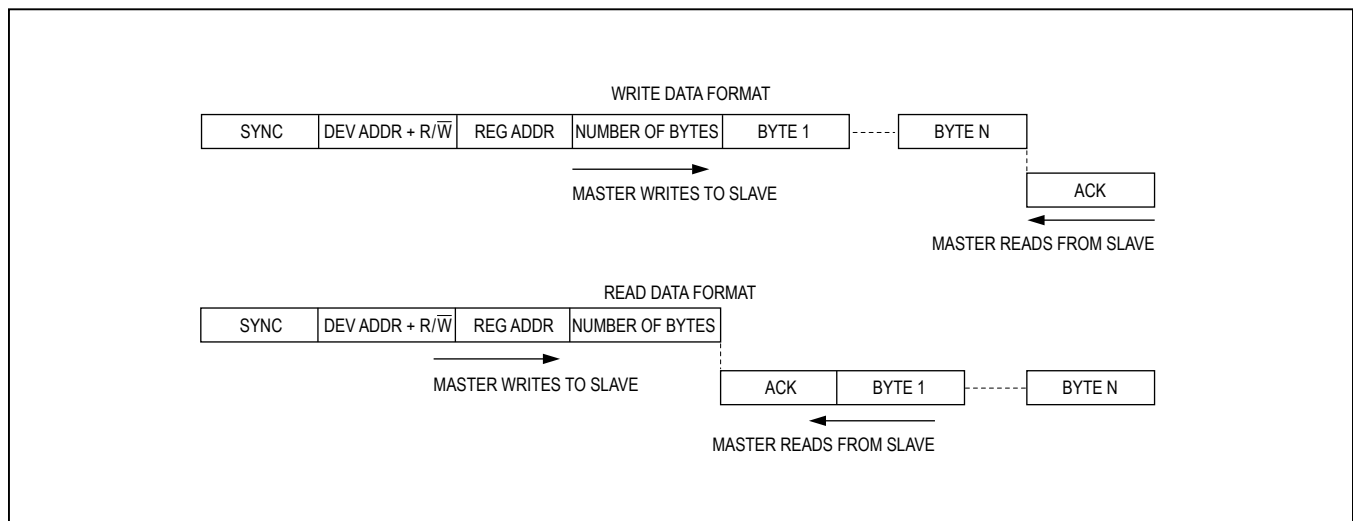 WRITE DATA FORMAT
SYNC DEV ADDR + R/W̅ REG ADDR NUMBER OF BYTES BYTE 1 BYTE N
MASTER WRITES TO SLAVE
ACK
MASTER READS FROM SLAVE
READ DATA FORMAT
SYNC DEV ADDR + R/W̅ REG ADDR NUMBER OF BYTES
MASTER WRITES TO SLAVE
ACK BYTE 1 BYTE N
MASTER READS FROM SLAVE